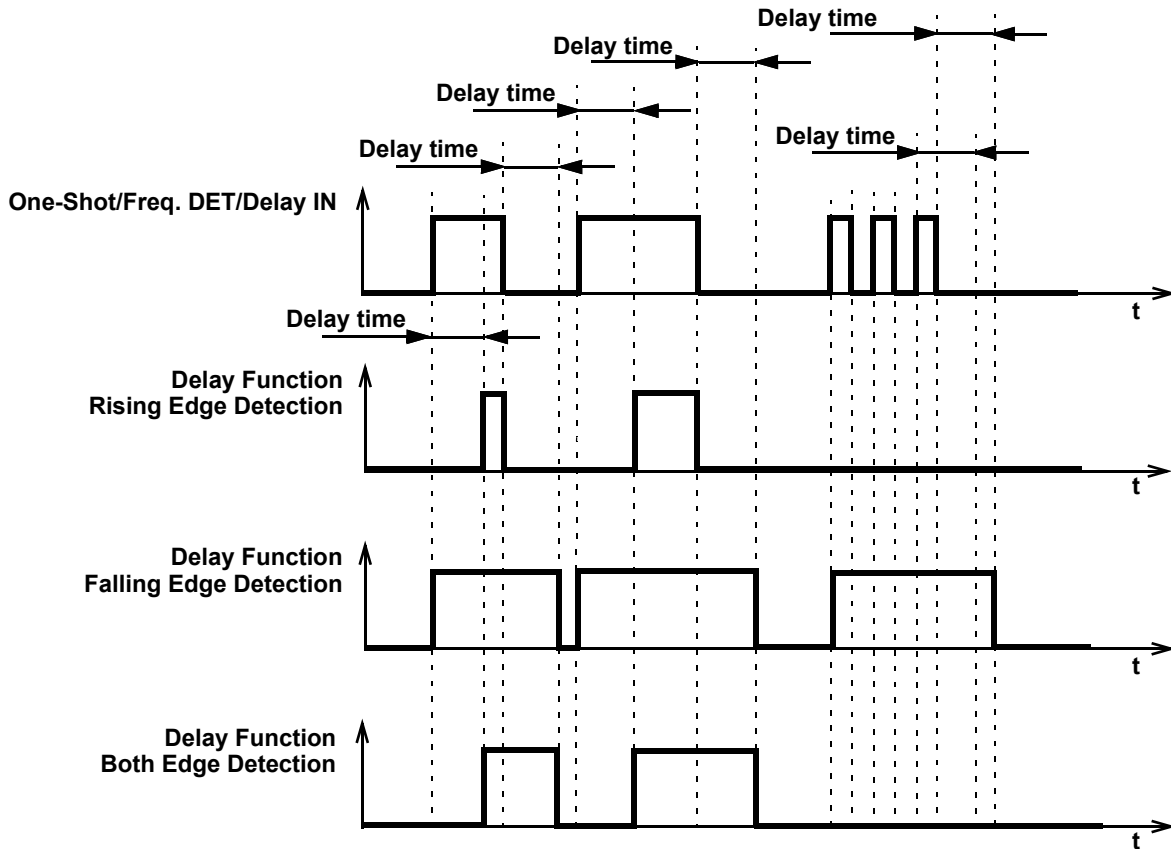 Delay time
Delay time
Delay time
Delay time
Delay time
One-Shot/Freq. DET/Delay IN
t
Delay time
Delay Function
Rising Edge Detection
t
Delay Function
Falling Edge Detection
t
Delay Function
Both Edge Detection
t